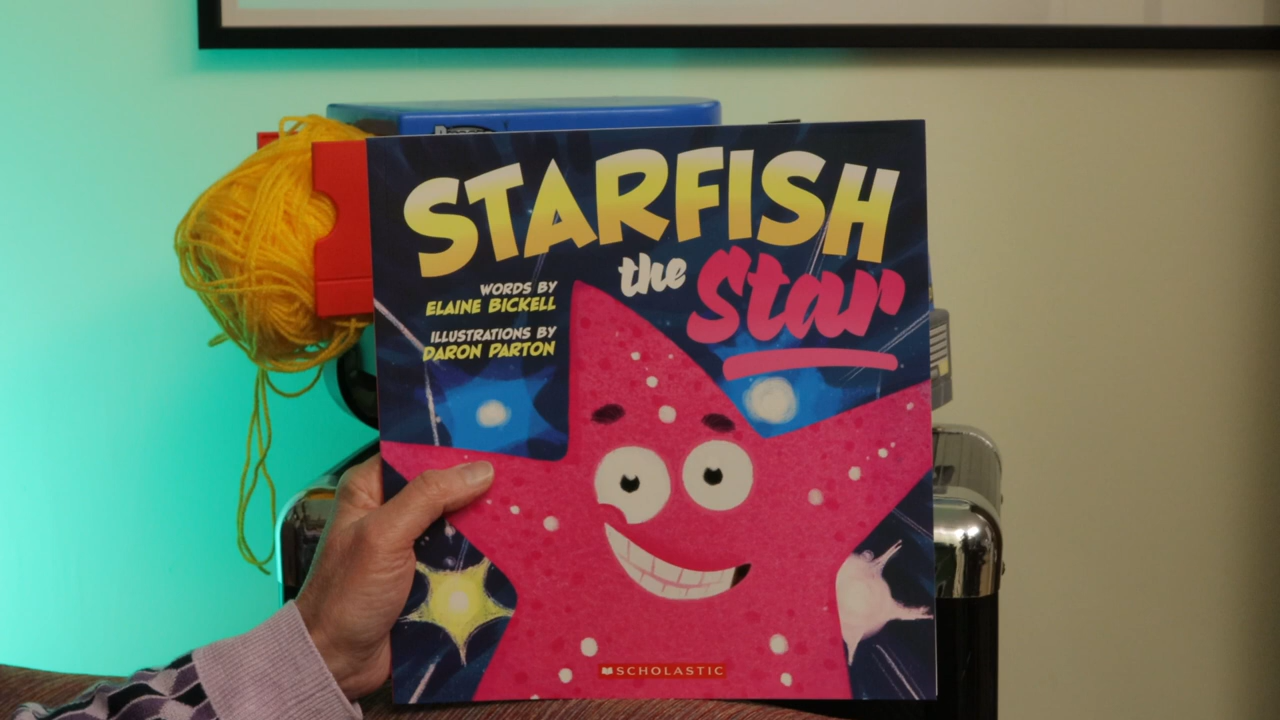 STARFISH
the Star
WORDS BY
ELAINE BICKELL
ILLUSTRATIONS BY
DARON PARTON
SCHOLASTIC